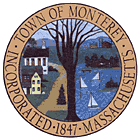 TOWN OF MONTEREY
MASSACHUSETTS
INCORPORATED · 1847 ·